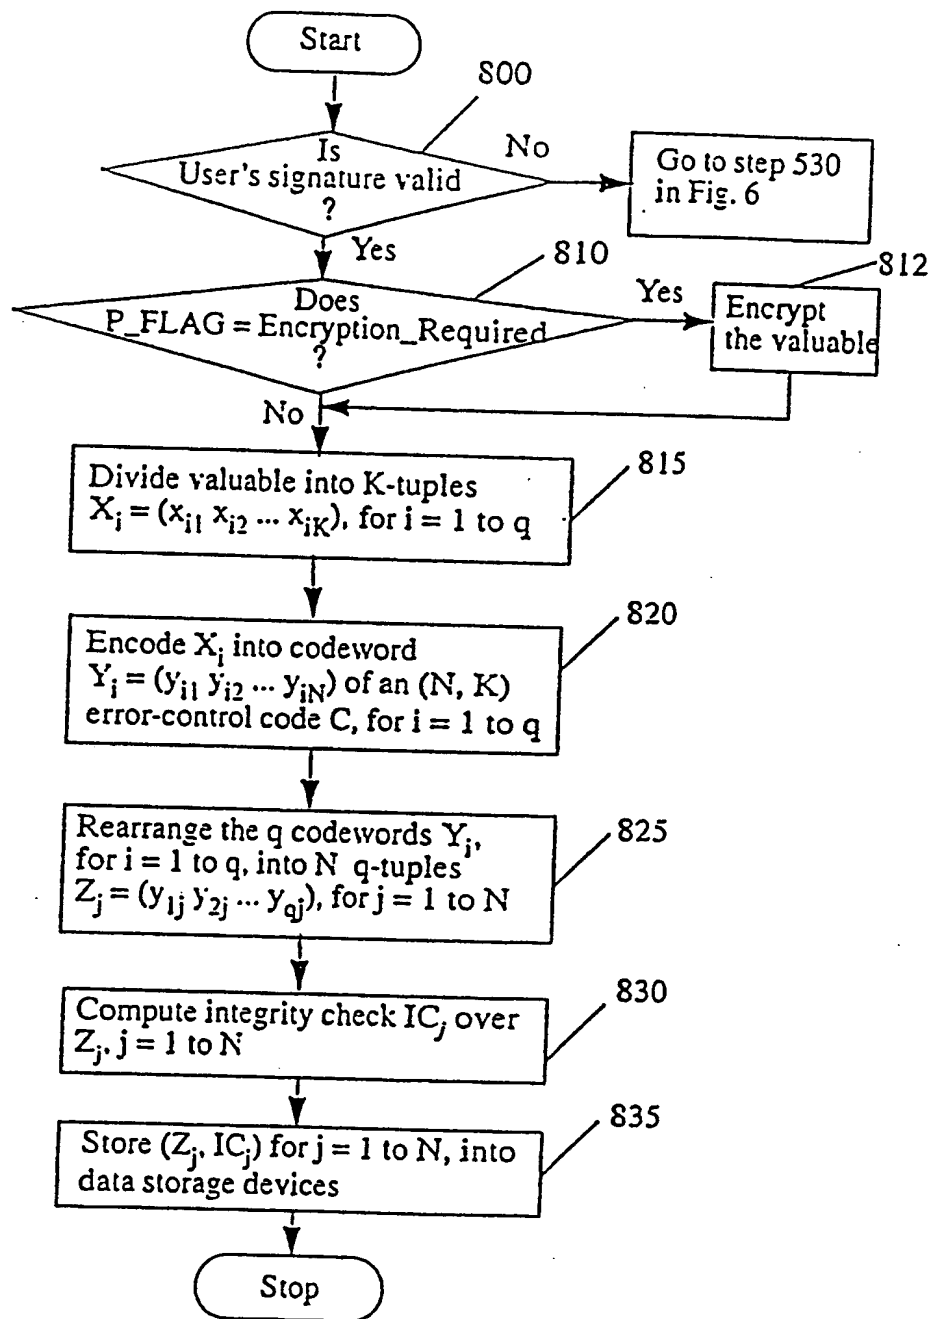 Start
800
Is
User's signature valid
?
No
Go to step 530
in Fig. 6
Yes
810
Does
P_FLAG = Encryption_Required
?
Yes
812
Encrypt
the valuable
No
815
Divide valuable into K-tuples
Xi = (xi1 xi2 ... xiK), for i = 1 to q
820
Encode Xi into codeword
Yi = (yi1 yi2 ... yiN) of an (N, K)
error-control code C, for i = 1 to q
825
Rearrange the q codewords Yi,
for i = 1 to q, into N q-tuples
Zj = (y1j y2j ... yqj), for j = 1 to N
830
Compute integrity check ICj over
Zj, j = 1 to N
835
Store (Zj, ICj) for j = 1 to N, into
data storage devices
Stop